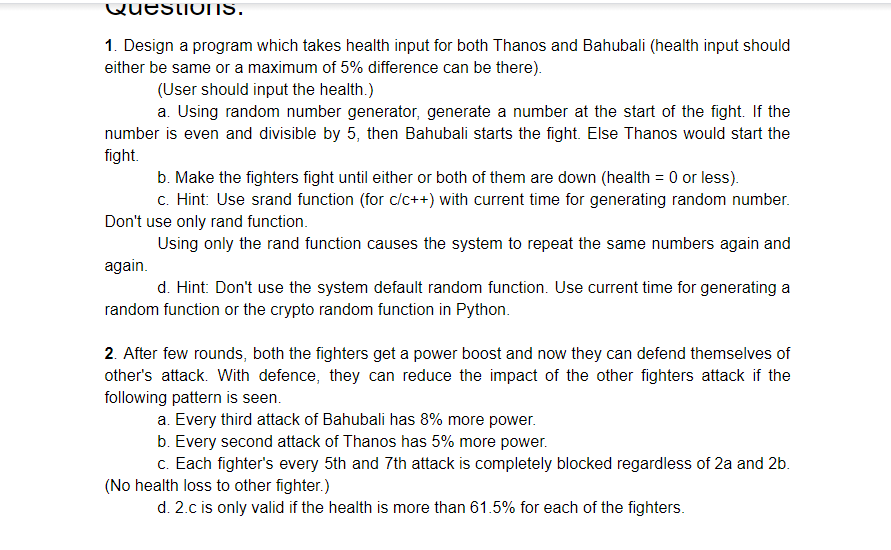 Questions:
1. Design a program which takes health input for both Thanos and Bahubali (health input should
either be same or a maximum of 5% difference can be there).
(User should input the health.)
a. Using random number generator, generate a number at the start of the fight. If the
number is even and divisible by 5, then Bahubali starts the fight. Else Thanos would start the
fight.
b. Make the fighters fight until either or both of them are down (health = 0 or less).
c. Hint: Use srand function (for c/c++) with current time for generating random number.
Don't use only rand function.
Using only the rand function causes the system to repeat the same numbers again and
again.
d. Hint: Don't use the system default random function. Use current time for generating a
random function or the crypto random function in Python.
2. After few rounds, both the fighters get a power boost and now they can defend themselves of
other's attack. With defence, they can reduce the impact of the other fighters attack if the
following pattern is seen.
a. Every third attack of Bahubali has 8% more power.
b. Every second attack of Thanos has 5% more power.
c. Each fighter's every 5th and 7th attack is completely blocked regardless of 2a and 2b.
(No health loss to other fighter.)
d. 2.c is only valid if the health is more than 61.5% for each of the fighters.